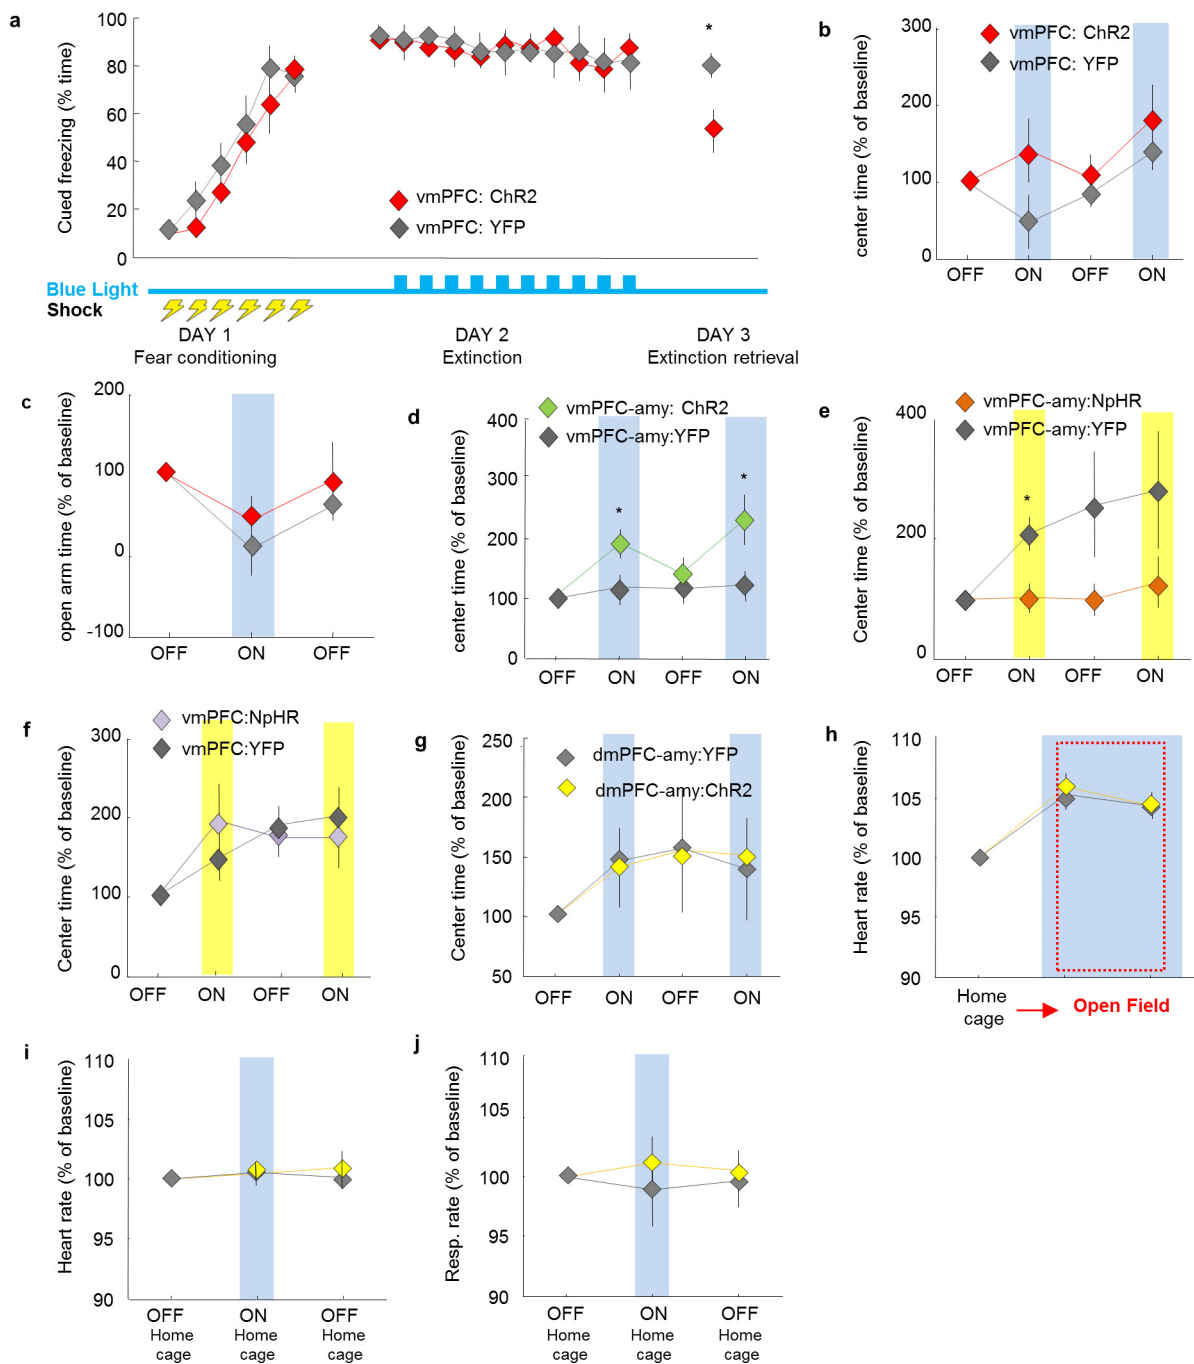 a
Cued freezing (% time)
100
80
60
40
20
0
*
vmPFC: ChR2
vmPFC: YFP
Blue Light
Shock
DAY 1
Fear conditioning
DAY 2
Extinction
DAY 3
Extinction retrieval
b
center time (% of baseline)
300
200
100
0
vmPFC: ChR2
vmPFC: YFP
OFF
ON
OFF
ON
c
open arm time (% of baseline)
200
100
0
-100
OFF
ON
OFF
d
center time (% of baseline)
400
300
200
100
0
vmPFC-amy: ChR2
vmPFC-amy:YFP
*
*
OFF
ON
OFF
ON
e
Center time (% of baseline)
400
200
0
vmPFC-amy:NpHR
vmPFC-amy:YFP
*
OFF
ON
OFF
ON
f
Center time (% of baseline)
300
200
100
0
vmPFC:NpHR
vmPFC:YFP
OFF
ON
OFF
ON
g
Center time (% of baseline)
250
200
150
100
50
dmPFC-amy:YFP
dmPFC-amy:ChR2
OFF
ON
OFF
ON
h
Heart rate (% of baseline)
110
105
100
95
90
Home
cage
Open Field
i
Heart rate (% of baseline)
110
105
100
95
90
OFF
Home
cage
ON
Home
cage
OFF
Home
cage
j
Resp. rate (% of baseline)
110
105
100
95
90
OFF
Home
cage
ON
Home
cage
OFF
Home
cage